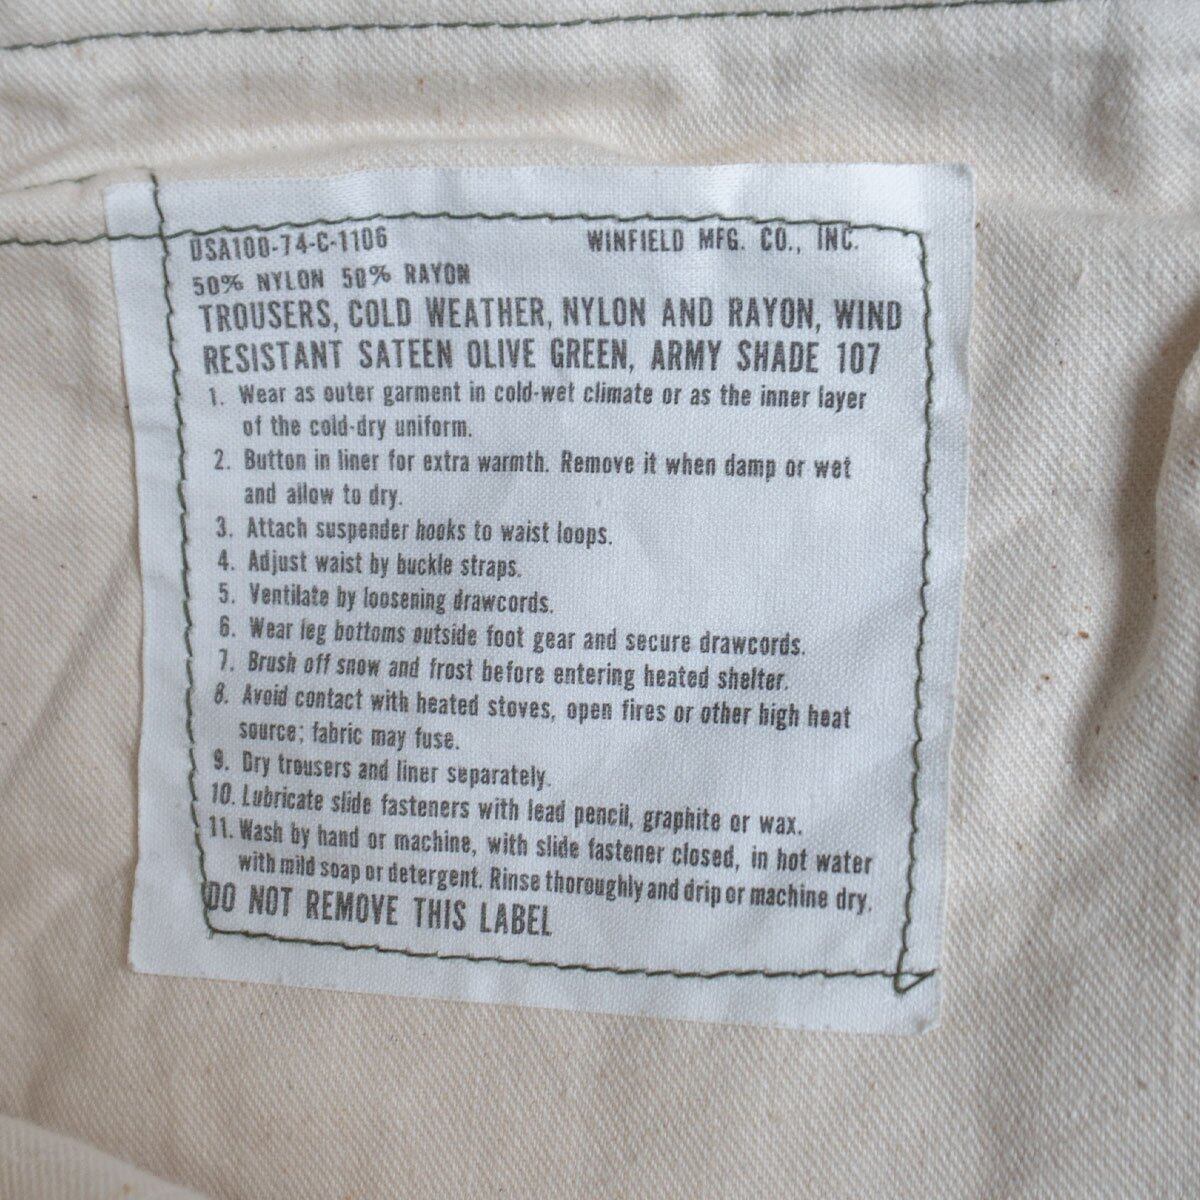 DSA100-74-C-1106 WINFIELD MFG. CO., INC.
50% NYLON 50% RAYON
TROUSERS, COLD WEATHER, NYLON AND RAYON, WIND
RESISTANT SATEEN OLIVE GREEN, ARMY SHADE 107
1. Wear as outer garment in cold-wet climate or as the inner layer
of the cold-dry uniform.
2. Button in liner for extra warmth. Remove it when damp or wet
and allow to dry.
3. Attach suspender hooks to waist loops.
4. Adjust waist by buckle straps.
5. Ventilate by loosening drawcords.
6. Wear leg bottoms outside foot gear and secure drawcords.
7. Brush off snow and frost before entering heated shelter.
8. Avoid contact with heated stoves, open fires or other high heat
source; fabric may fuse.
9. Dry trousers and liner separately.
10. Lubricate slide fasteners with lead pencil, graphite or wax.
11. Wash by hand or machine, with slide fastener closed, in hot water
with mild soap or detergent. Rinse thoroughly and drip or machine dry.
DO NOT REMOVE THIS LABEL